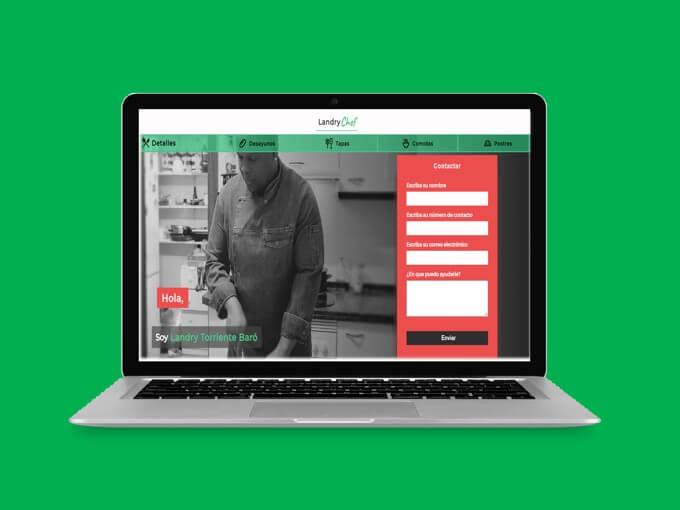 Landry Chef
Detalles Desayunos Tapas Comidas Postres
Contactar
Escriba su nombre
Escriba su número de contacto
Escriba su correo electrónico
¿En que puedo ayudarle?
Enviar
Hola,
Soy Landry Torriente Baró